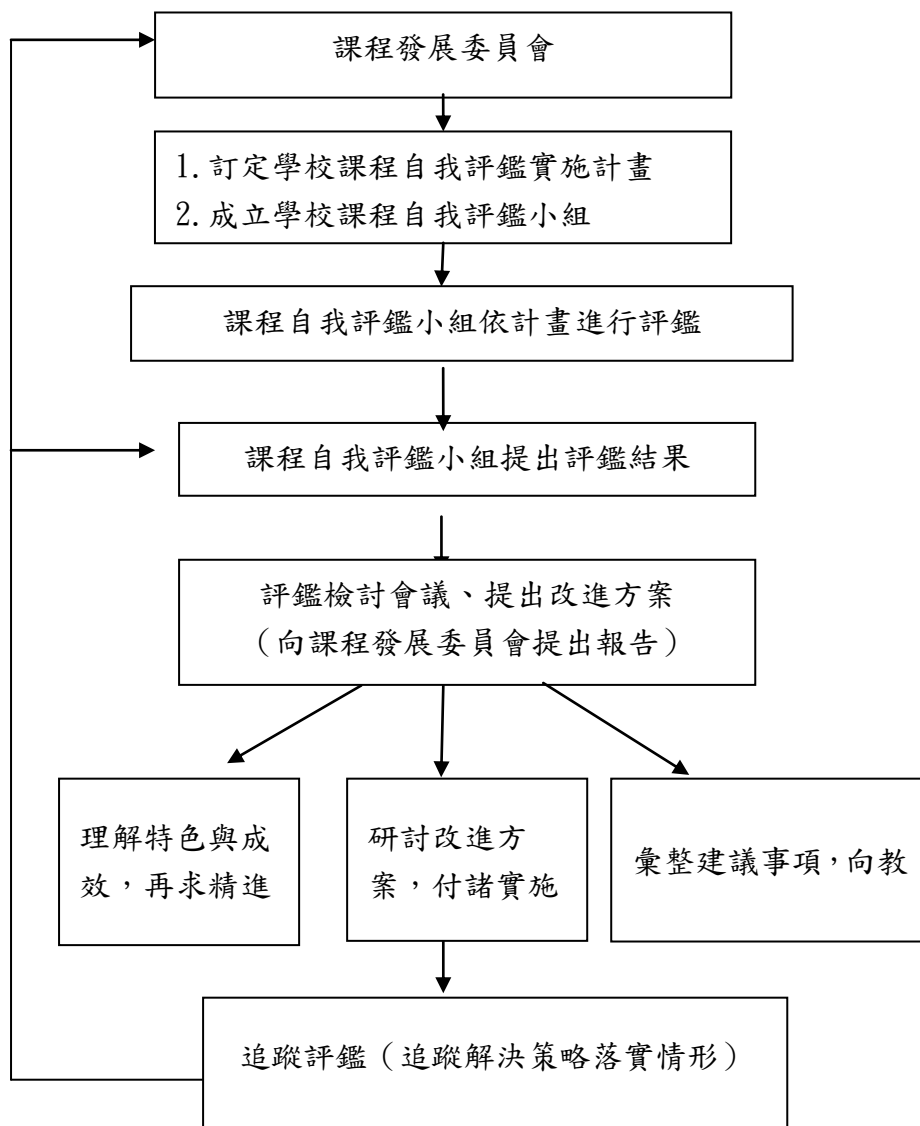 課程發展委員會
1.訂定學校課程自我評鑑實施計畫
2.成立學校課程自我評鑑小組
課程自我評鑑小組依計畫進行評鑑
課程自我評鑑小組提出評鑑結果
評鑑檢討會議、提出改進方案
（向課程發展委員會提出報告）
理解特色與成
效，再求精進
研討改進方
案，付諸實施
彙整建議事項，向教
追蹤評鑑（追蹤解決策略落實情形）